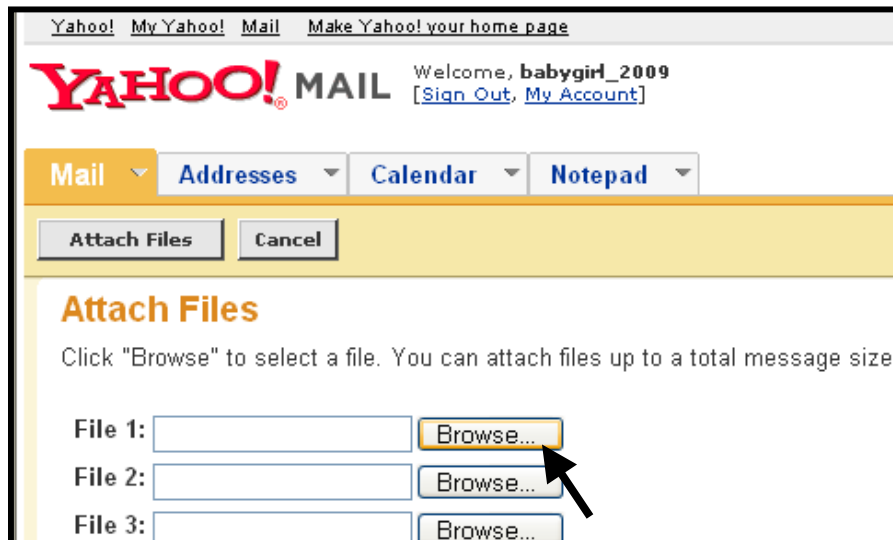 Yahoo! My Yahoo! Mail Make Yahoo! your home page
YAHOO!® MAIL
Welcome, babygirl_2009
[Sign Out, My Account]
Mail Addresses Calendar Notepad
Attach Files Cancel
Attach Files
Click "Browse" to select a file. You can attach files up to a total message size
File 1: Browse...
File 2: Browse...
File 3: Browse...